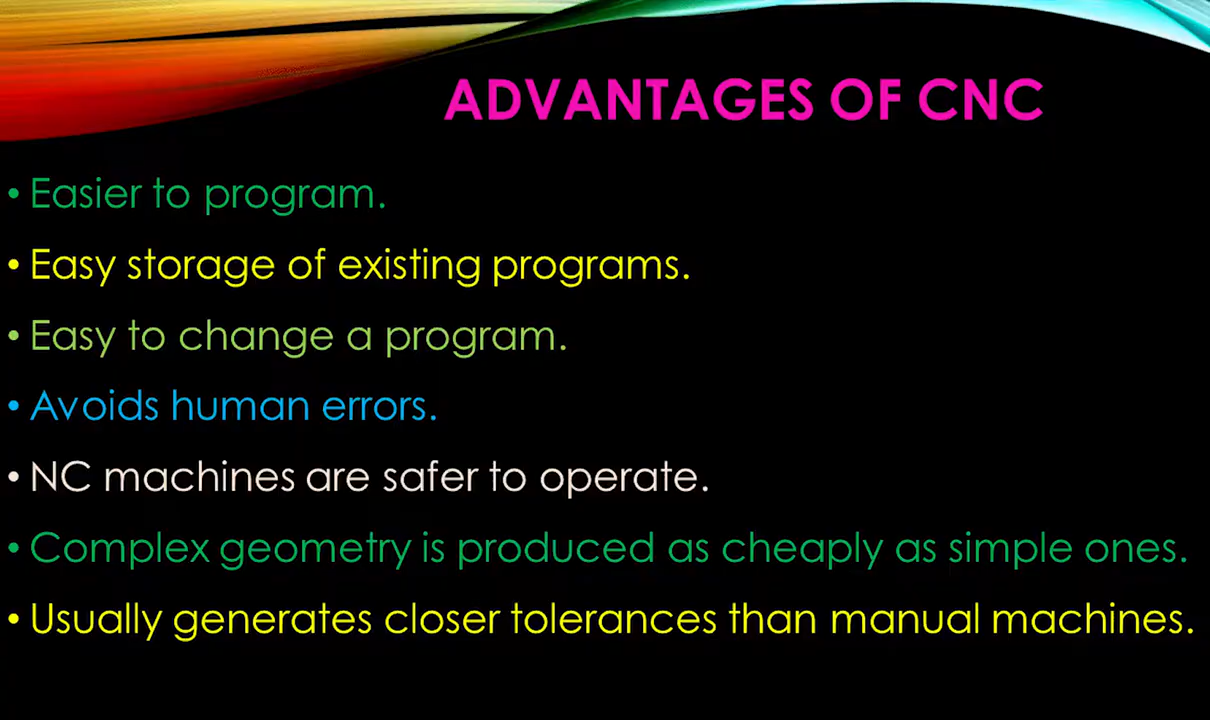 ADVANTAGES OF CNC
• Easier to program.
• Easy storage of existing programs.
• Easy to change a program.
• Avoids human errors.
• NC machines are safer to operate.
• Complex geometry is produced as cheaply as simple ones.
• Usually generates closer tolerances than manual machines.